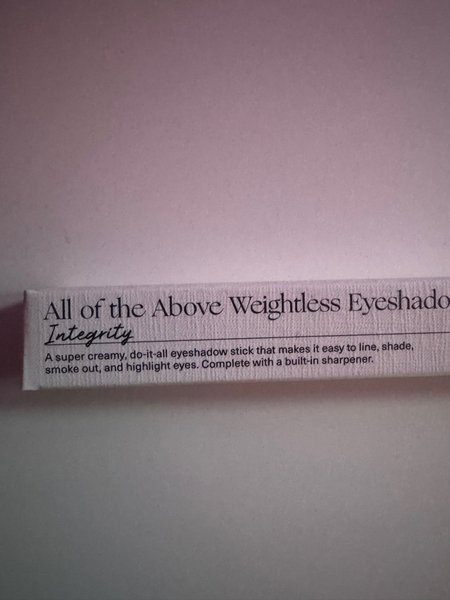 All of the Above Weightless Eyeshado
Integrity
A super creamy, do-it-all eyeshadow stick that makes it easy to line, shade,
smoke out, and highlight eyes. Complete with a built-in sharpener.